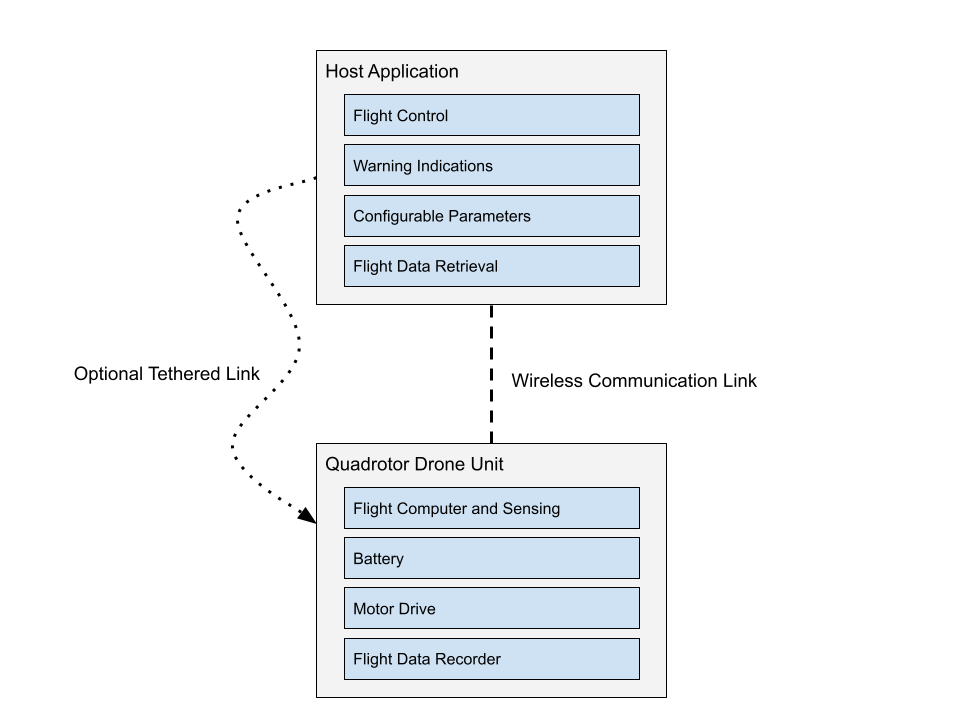 Host Application
Flight Control
Warning Indications
Configurable Parameters
Flight Data Retrieval
Optional Tethered Link
Wireless Communication Link
Quadrotor Drone Unit
Flight Computer and Sensing
Battery
Motor Drive
Flight Data Recorder